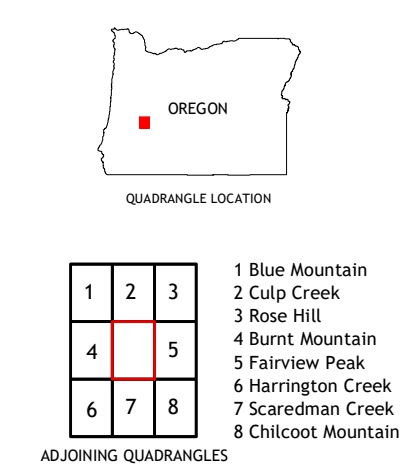 OREGON
QUADRANGLE LOCATION
1 2 3
4 5
6 7 8
ADJOINING QUADRANGLES
1 Blue Mountain
2 Culp Creek
3 Rose Hill
4 Burnt Mountain
5 Fairview Peak
6 Harrington Creek
7 Scaredman Creek
8 Chilcoot Mountain